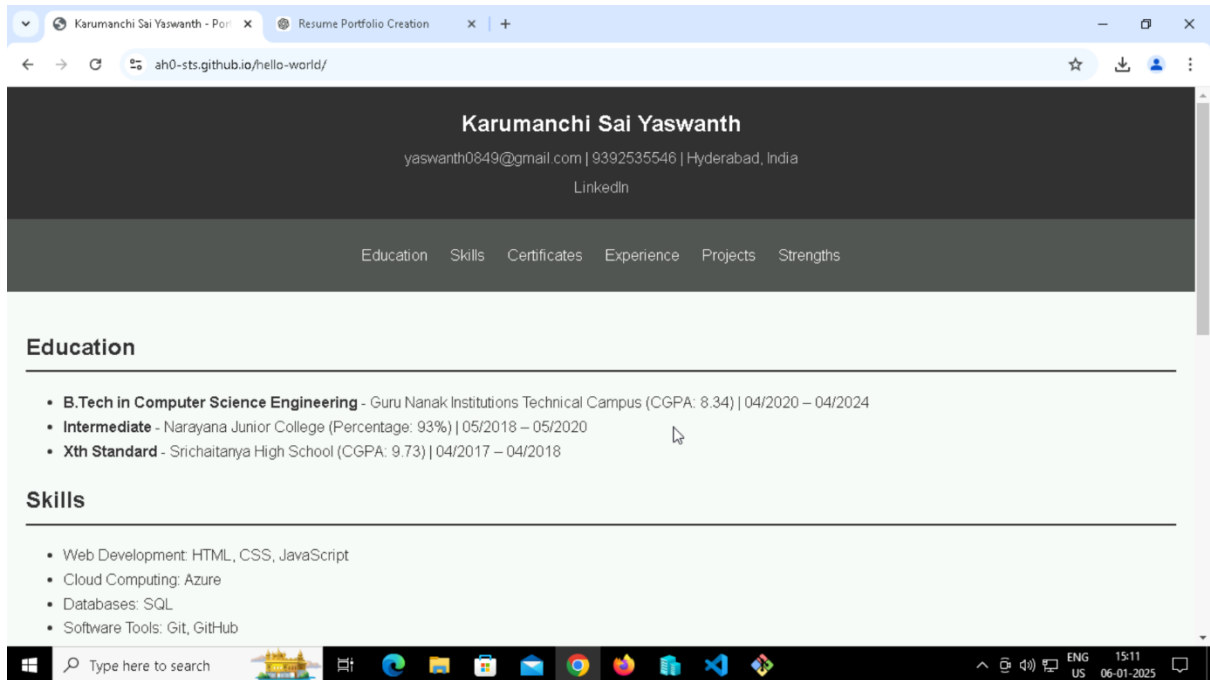 Karumanchi Sai Yaswanth - Por
Resume Portfolio Creation
ah0-sts.github.io/hello-world/
Karumanchi Sai Yaswanth
yaswanth0849@gmail.com | 9392535546 | Hyderabad, India
LinkedIn
Education Skills Certificates Experience Projects Strengths
Education
• B.Tech in Computer Science Engineering - Guru Nanak Institutions Technical Campus (CGPA: 8.34) | 04/2020 – 04/2024
• Intermediate - Narayana Junior College (Percentage: 93%) | 05/2018 – 05/2020
• Xth Standard - Srichaitanya High School (CGPA: 9.73) | 04/2017 – 04/2018
Skills
• Web Development: HTML, CSS, JavaScript
• Cloud Computing: Azure
• Databases: SQL
• Software Tools: Git, GitHub
Type here to search
ENG 15:11
US 06-01-2025